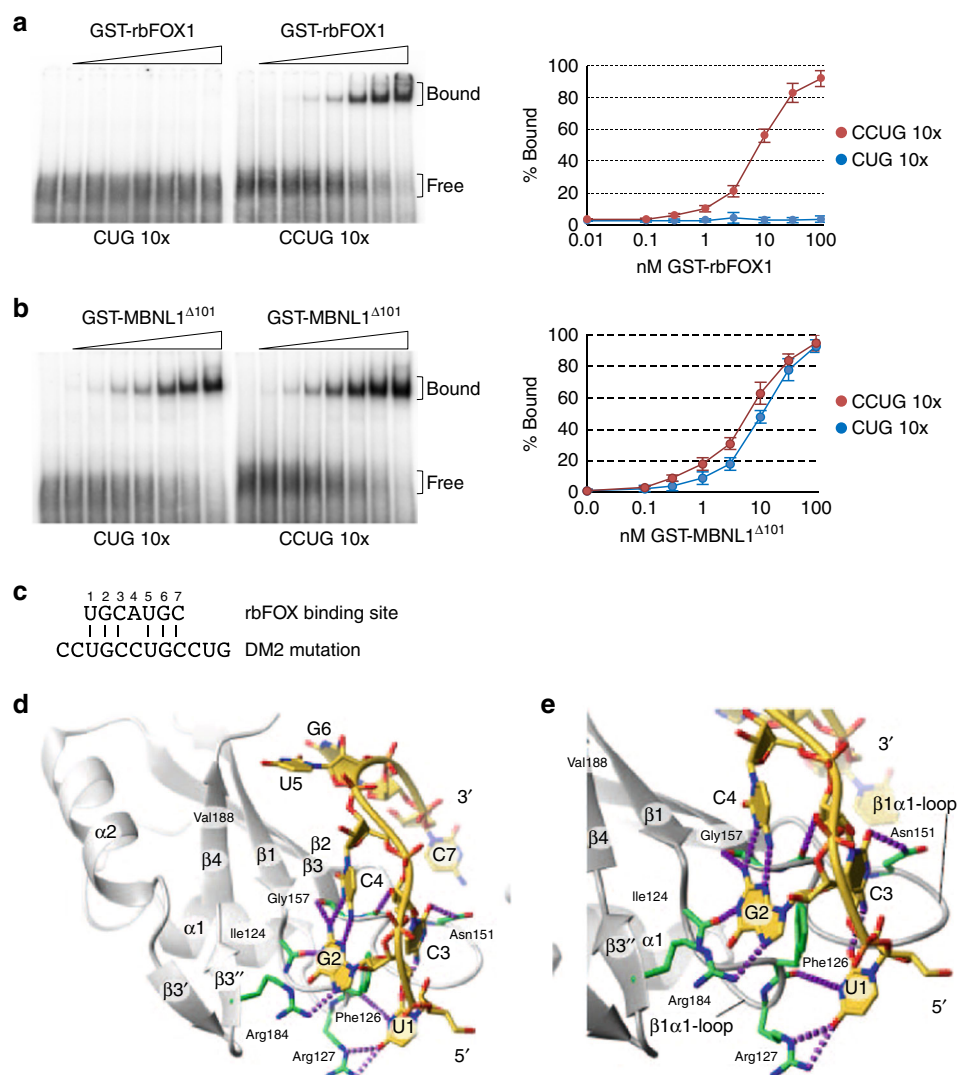 a
GST-rbFOX1
GST-rbFOX1
Bound
Free
CUG 10x
CCUG 10x
100
80
60
40
20
0
% Bound
0.01
0.1
1
10
100
nM GST-rbFOX1
CCUG 10x
CUG 10x
b
GST-MBNL1Δ101
GST-MBNL1Δ101
Bound
Free
CUG 10x
CCUG 10x
100
80
60
40
20
0
% Bound
0.0
0.1
1
10
100
nM GST-MBNL1Δ101
CCUG 10x
CUG 10x
c
1 2 3 4 5 6 7
UGCAUGC rbFOX binding site
CCUGCCUGCCUG DM2 mutation
d
G6
U5
3′
Val188
α2
β4
β1
β2
β3
C7
C4
Gly157
α1
Ile124
Asn151
G2
C3
β3′
β3′′
Phe126
Arg184
U1
Arg127
5′
e
3′
Val188
C4
β1
β1α1-loop
β4
Gly157
Asn151
Ile124
G2
C3
β3′′
α1
Phe126
U1
Arg184
5′
β1α1-loop
Arg127